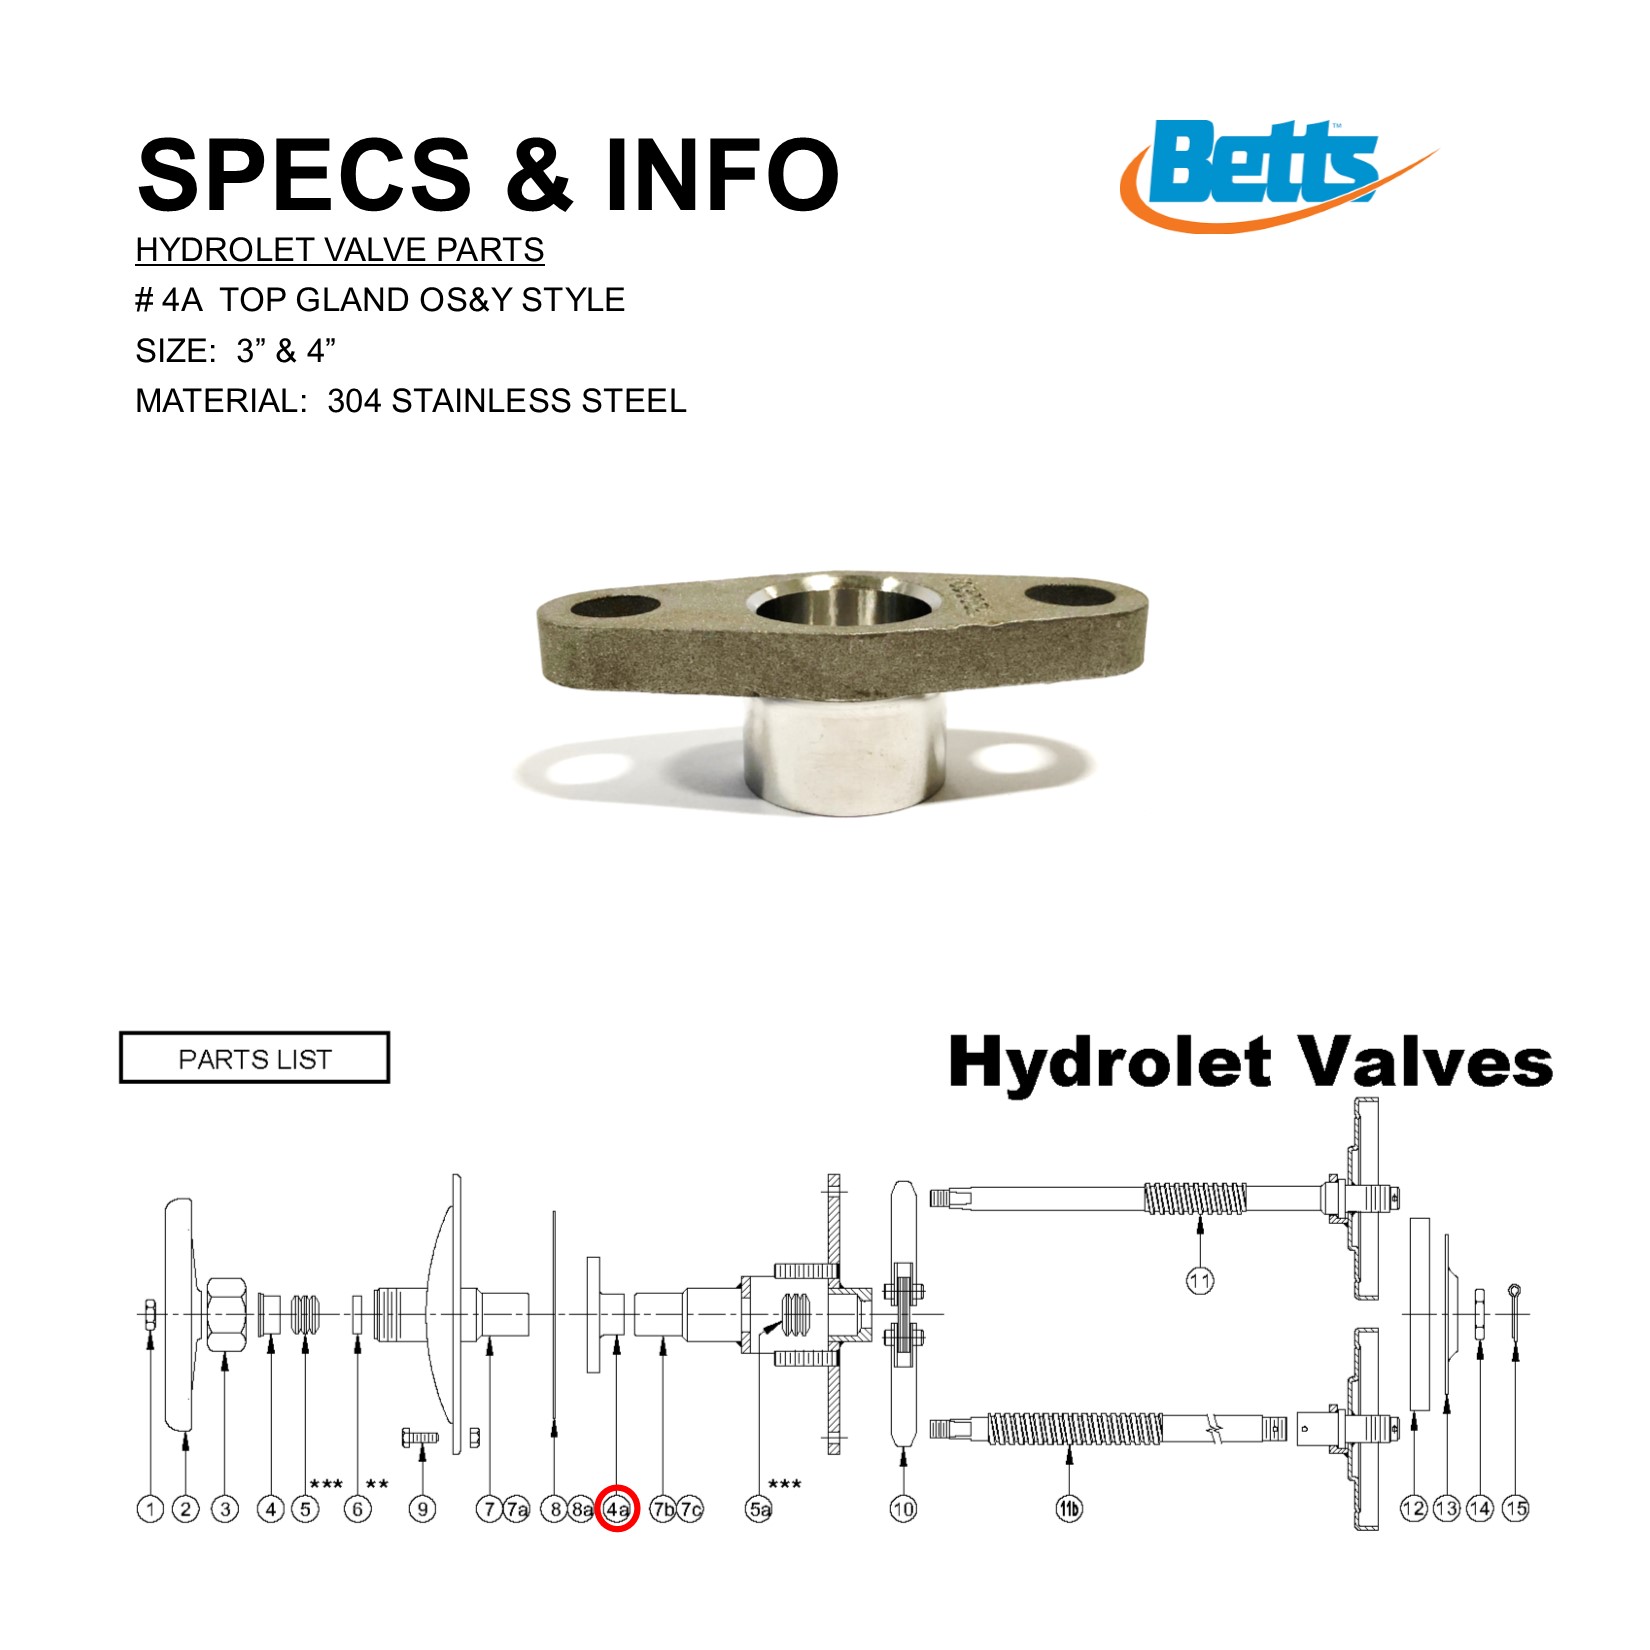 SPECS & INFO
Betts™
HYDROLET VALVE PARTS
# 4A TOP GLAND OS&Y STYLE
SIZE: 3” & 4”
MATERIAL: 304 STAINLESS STEEL
PARTS LIST
Hydrolet Valves
11
*** ** ***
1 2 3 4 5 6 9 7 7a 8 8a 4a 7b 7c 5a 10 11b 12 13 14 15